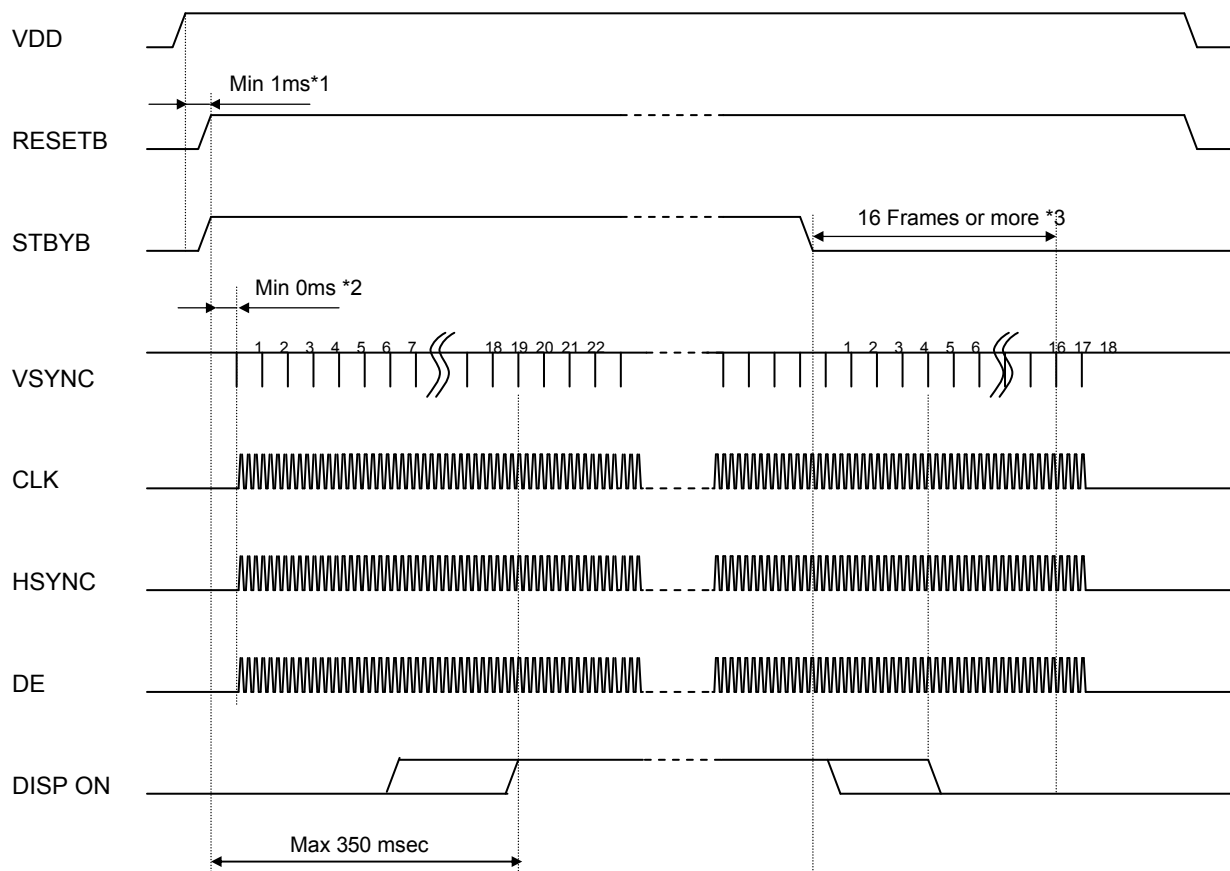 VDD
Min 1ms*1
RESETB
STBYB
16 Frames or more *3
Min 0ms *2
VSYNC
1 2 3 4 5 6 7 18 19 20 21 22 1 2 3 4 5 6 16 17 18
CLK
HSYNC
DE
DISP ON
Max 350 msec